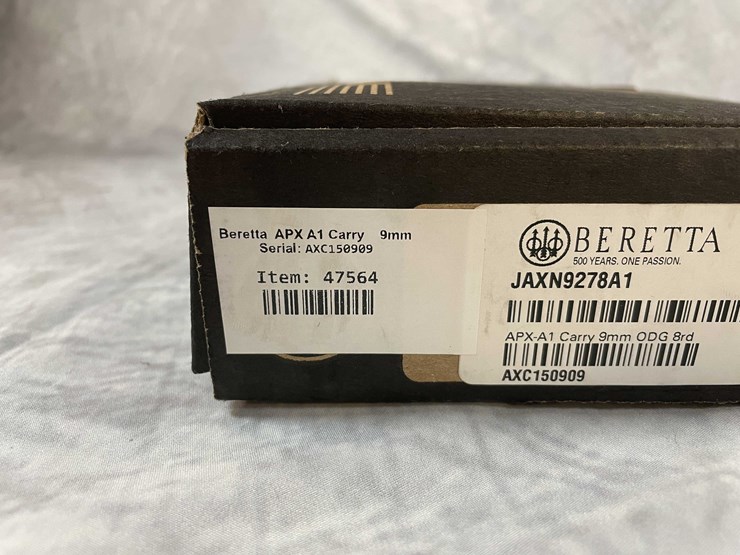 Beretta APX A1 Carry 9mm
Serial: AXC150909
Item: 47564
BERETTA
500 YEARS. ONE PASSION.
JAXN9278A1
APX-A1 Carry 9mm ODG 8rd
AXC150909